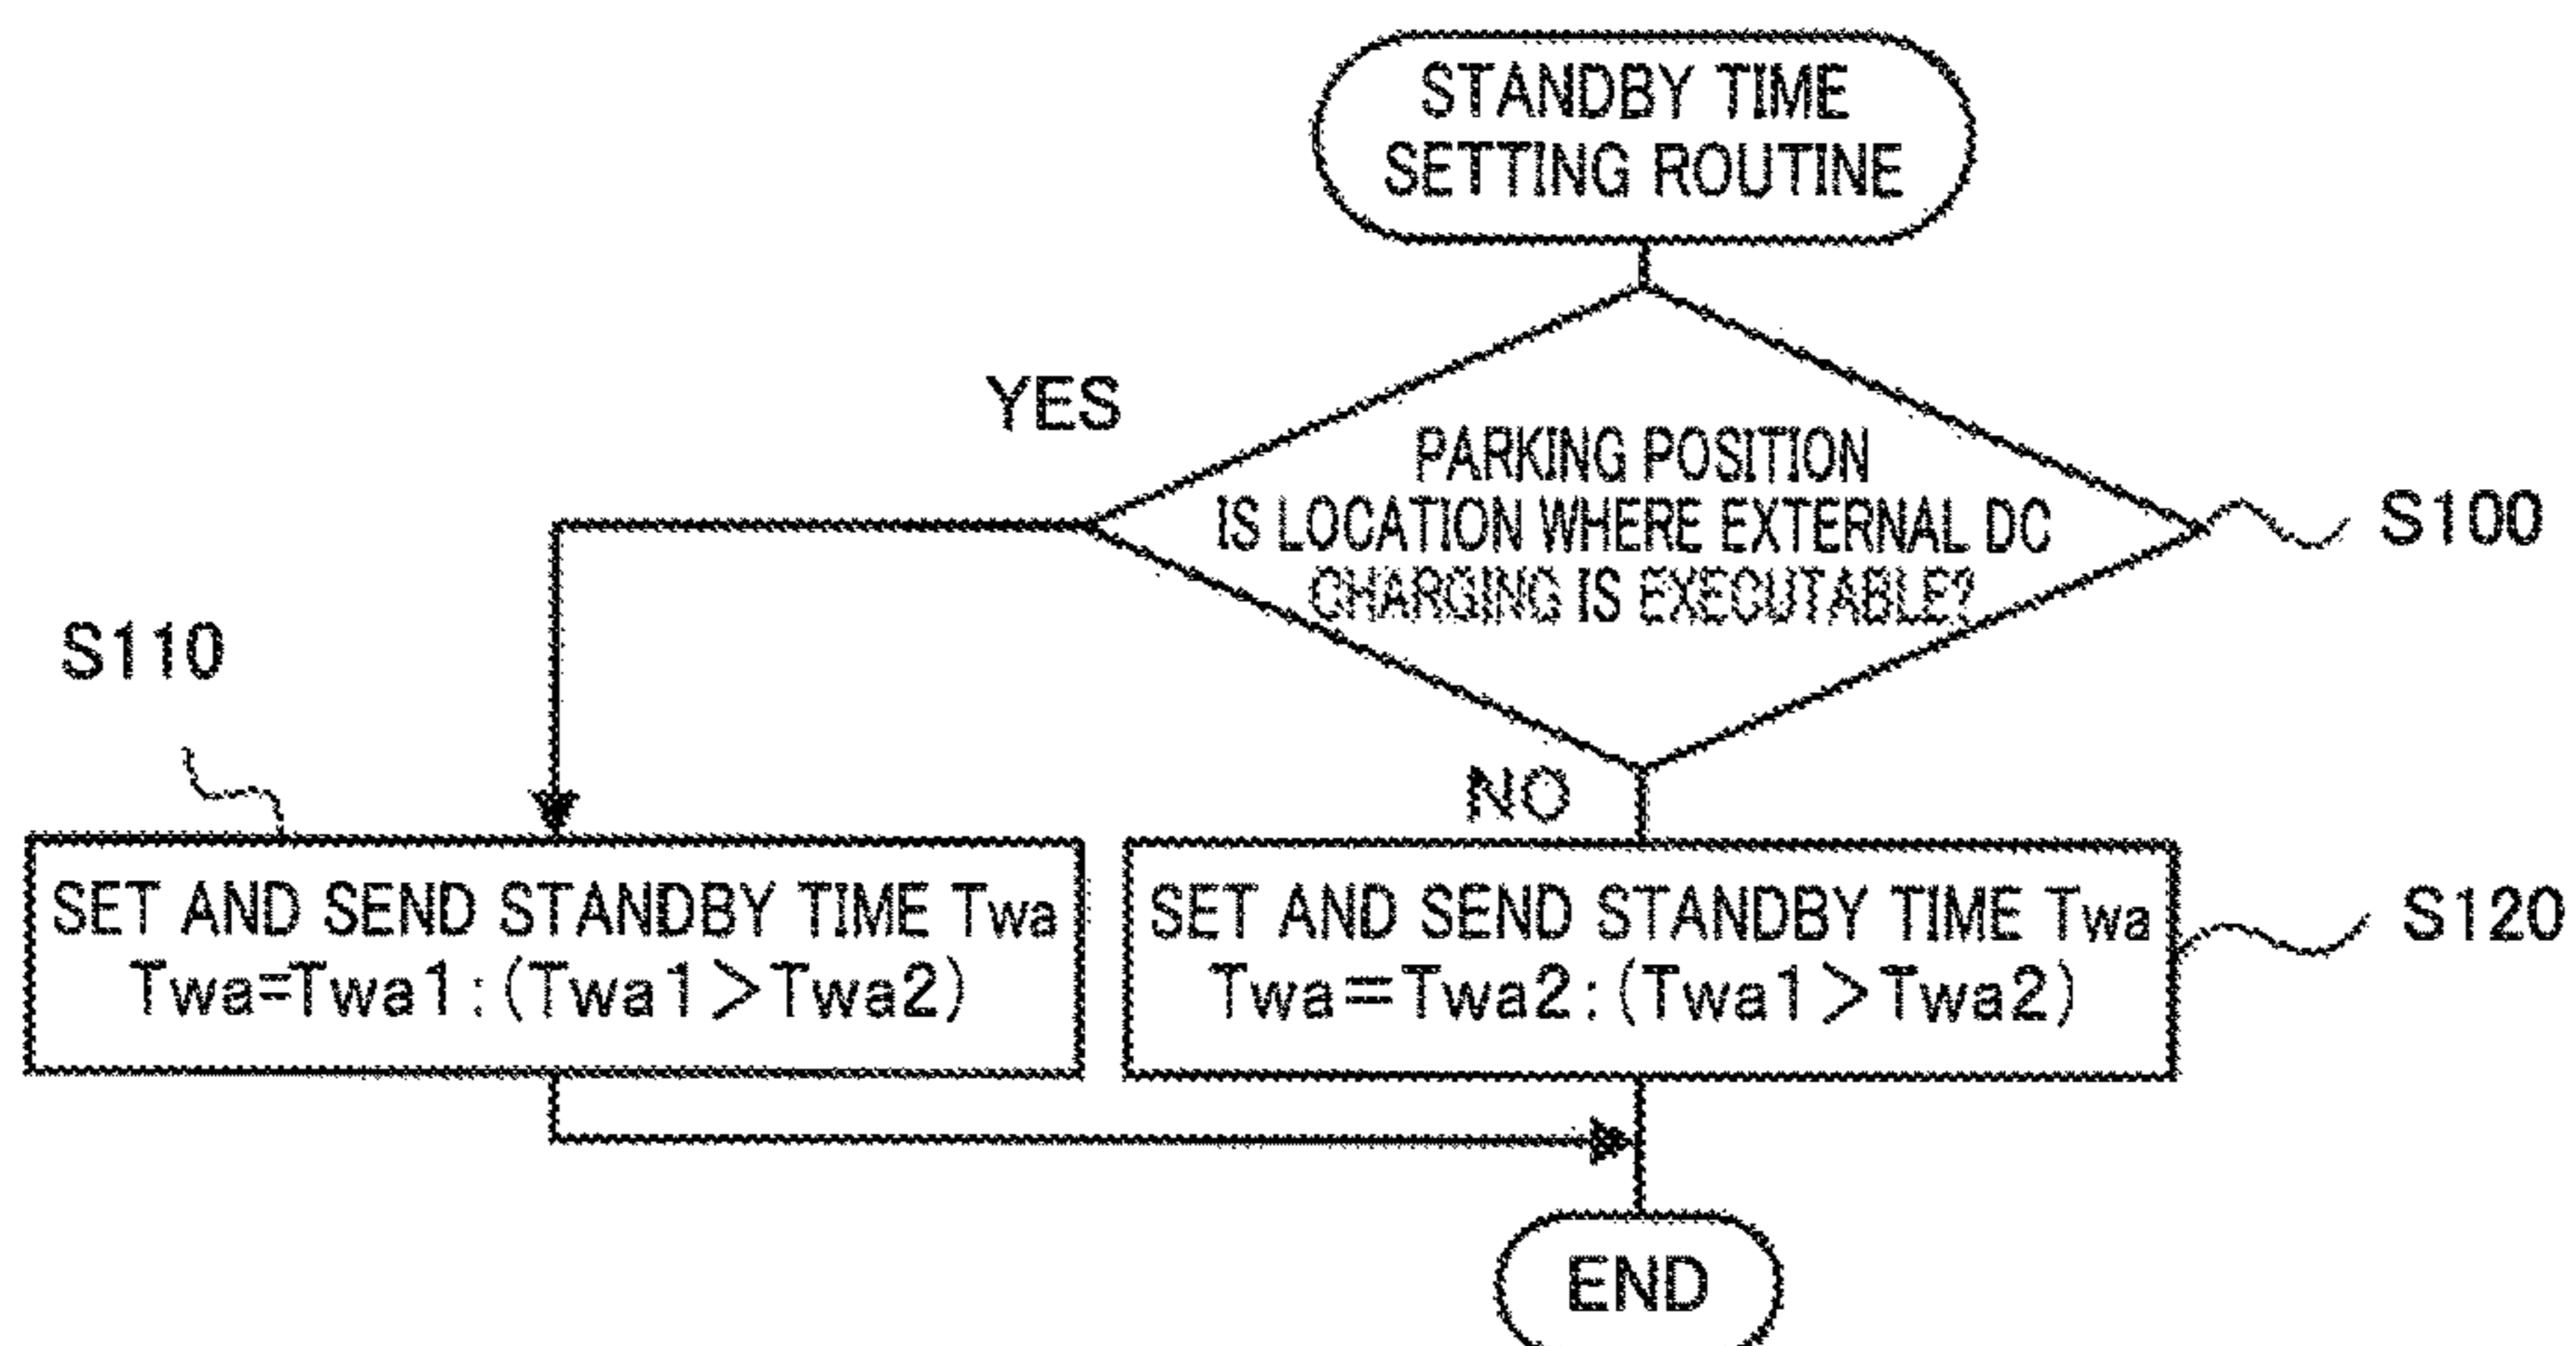 STANDBY TIME
SETTING ROUTINE
YES
PARKING POSITION
IS LOCATION WHERE EXTERNAL DC
CHARGING IS EXECUTABLE?
S100
S110
NO
SET AND SEND STANDBY TIME Twa
Twa=Twa1:(Twa1>Twa2)
SET AND SEND STANDBY TIME Twa
Twa=Twa2:(Twa1>Twa2)
S120
END